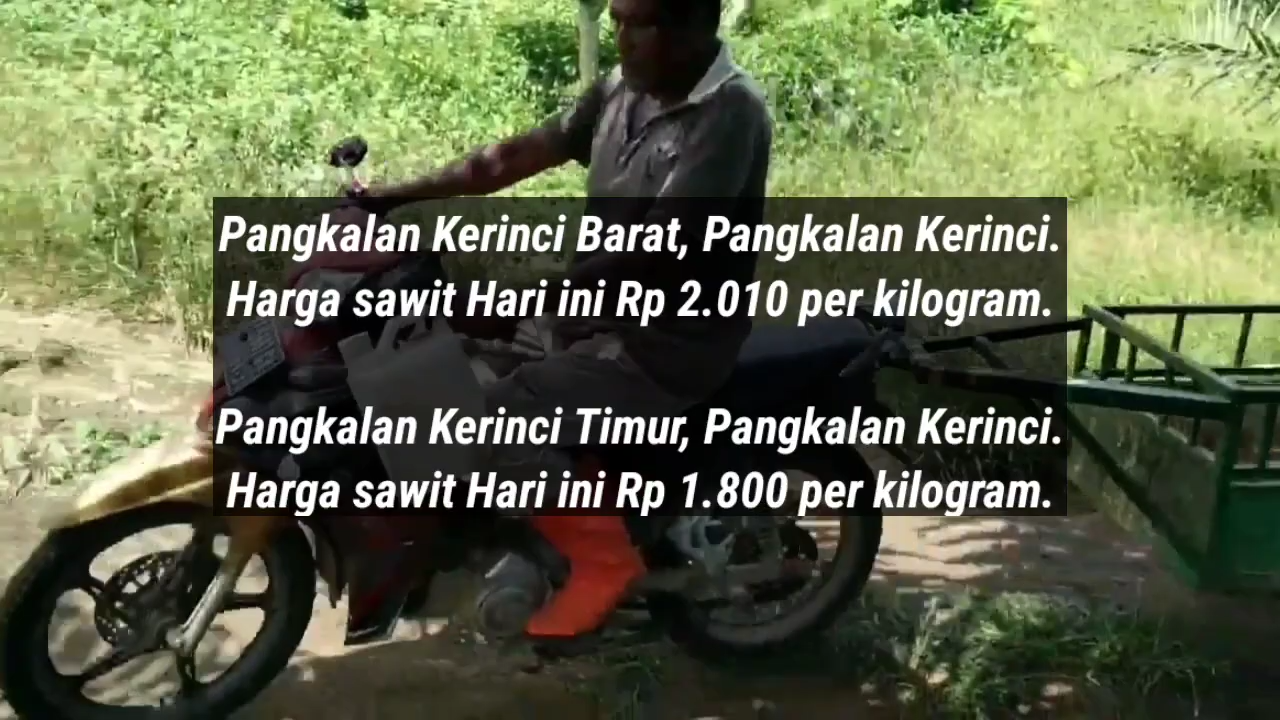 Pangkalan Kerinci Barat, Pangkalan Kerinci.
Harga sawit Hari ini Rp 2.010 per kilogram.
Pangkalan Kerinci Timur, Pangkalan Kerinci.
Harga sawit Hari ini Rp 1.800 per kilogram.